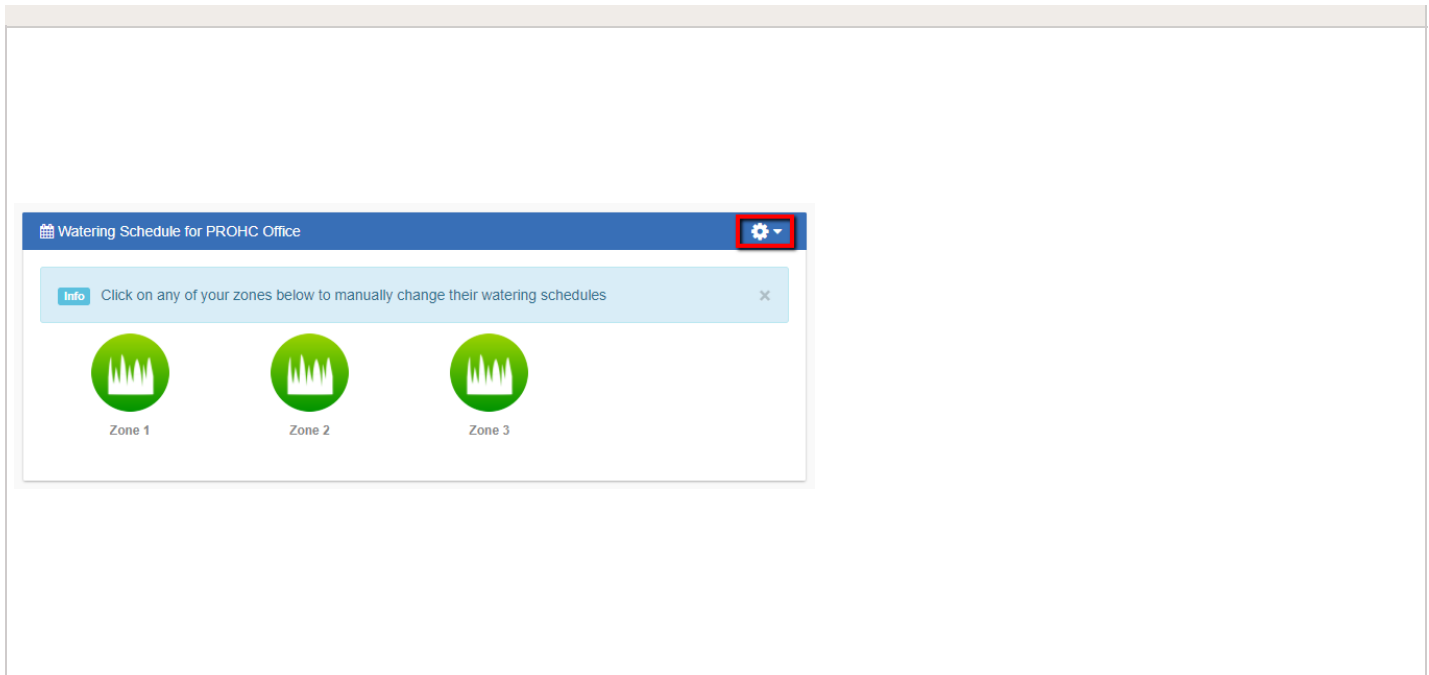 Watering Schedule for PROHC Office
Info Click on any of your zones below to manually change their watering schedules ×
Zone 1 Zone 2 Zone 3